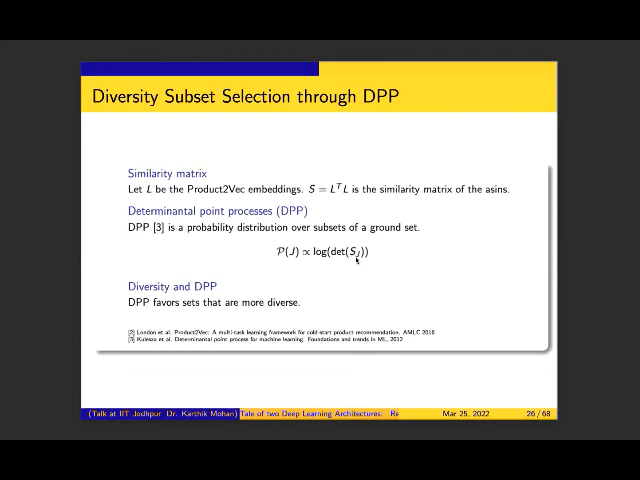 Diversity Subset Selection through DPP
Similarity matrix
Let L be the Product2Vec embeddings. S = LᵀL is the similarity matrix of the asins.
Determinantal point processes (DPP)
DPP [3] is a probability distribution over subsets of a ground set.
P(J) ∝ log(det(S_J))
Diversity and DPP
DPP favors sets that are more diverse.
[2] London et al. Product2Vec: A multi-task learning framework for cold-start product recommendation. AMLC 2016
[3] Kulesza et al. Determinantal point process for machine learning. Foundations and trends in ML, 2012
(Talk at IIT Jodhpur Dr. Karthik Mohan) Tale of two Deep Learning Architectures: Re Mar 25, 2022 26 / 68